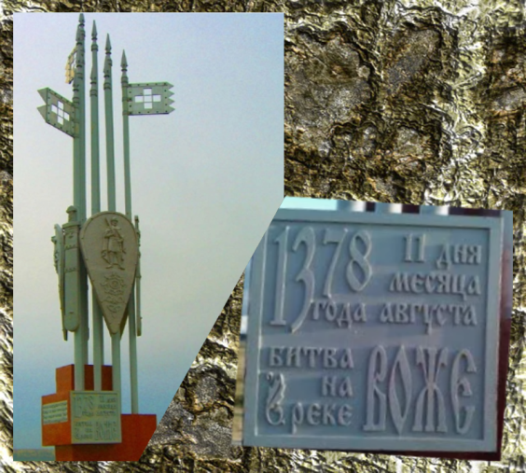 1378 11 дня
месяца
года августа
битва
на
реке ВОЖЕ